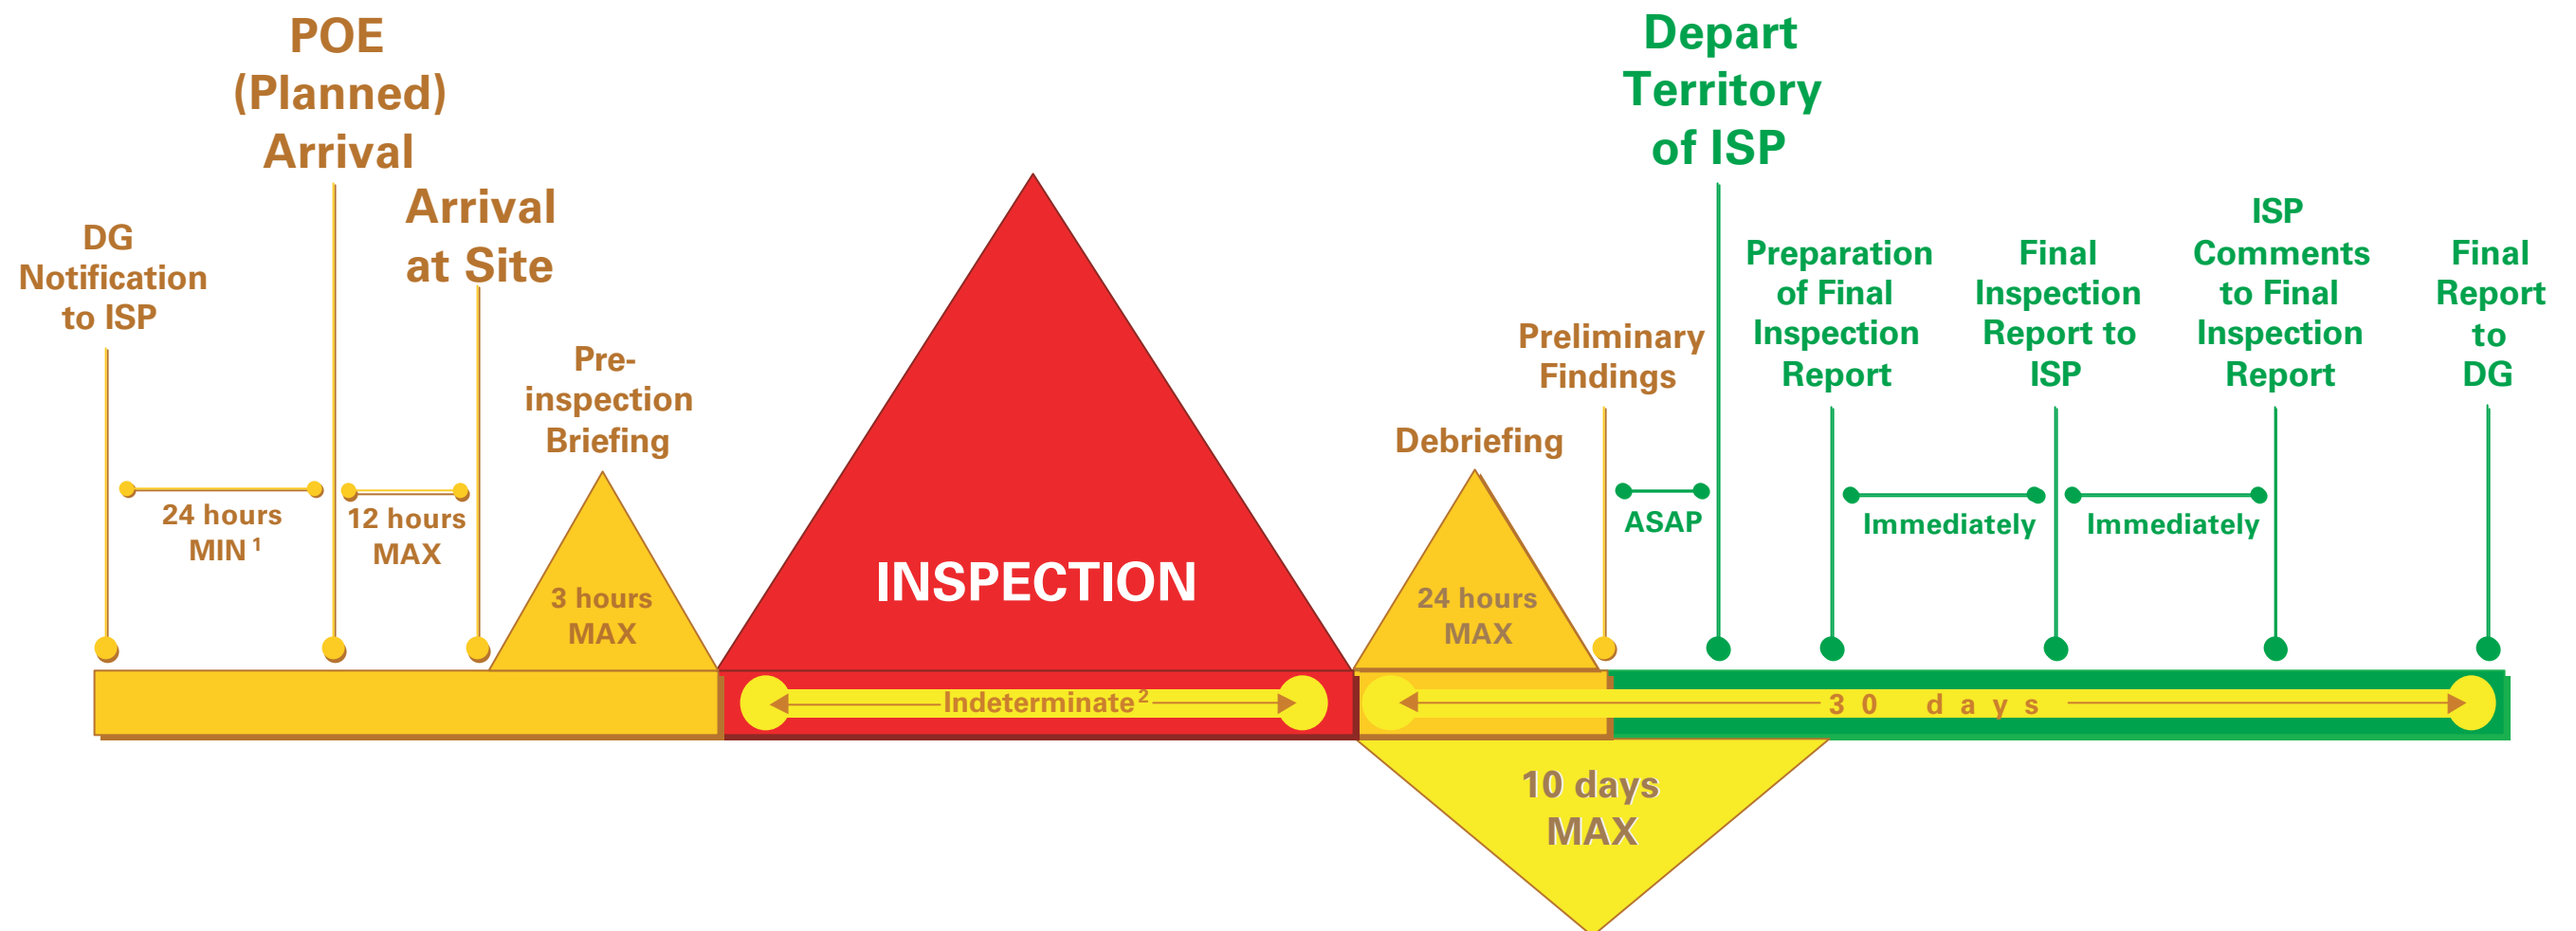 POE
(Planned)
Arrival
Depart
Territory
of ISP
Arrival
at Site
DG
Notification
to ISP
Pre-
inspection
Briefing
24 hours
MIN 1
12 hours
MAX
3 hours
MAX
INSPECTION
Indeterminate 2
Debriefing
24 hours
MAX
Preliminary
Findings
ASAP
Preparation
of Final
Inspection
Report
Immediately
Final
Inspection
Report to
ISP
Immediately
ISP
Comments
to Final
Inspection
Report
Final
Report
to
DG
30 days
10 days
MAX